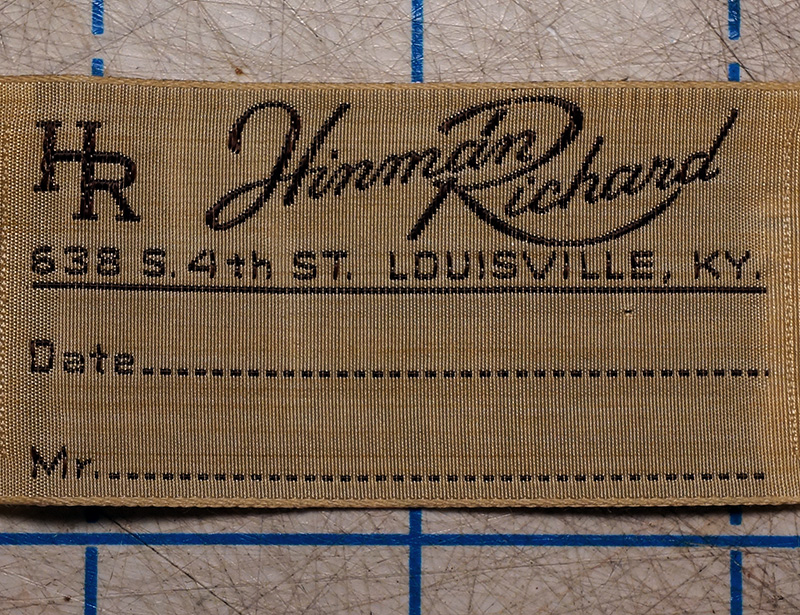 HR Hinman Richard
638 S. 4th ST. LOUISVILLE, KY.
Date
Mr.